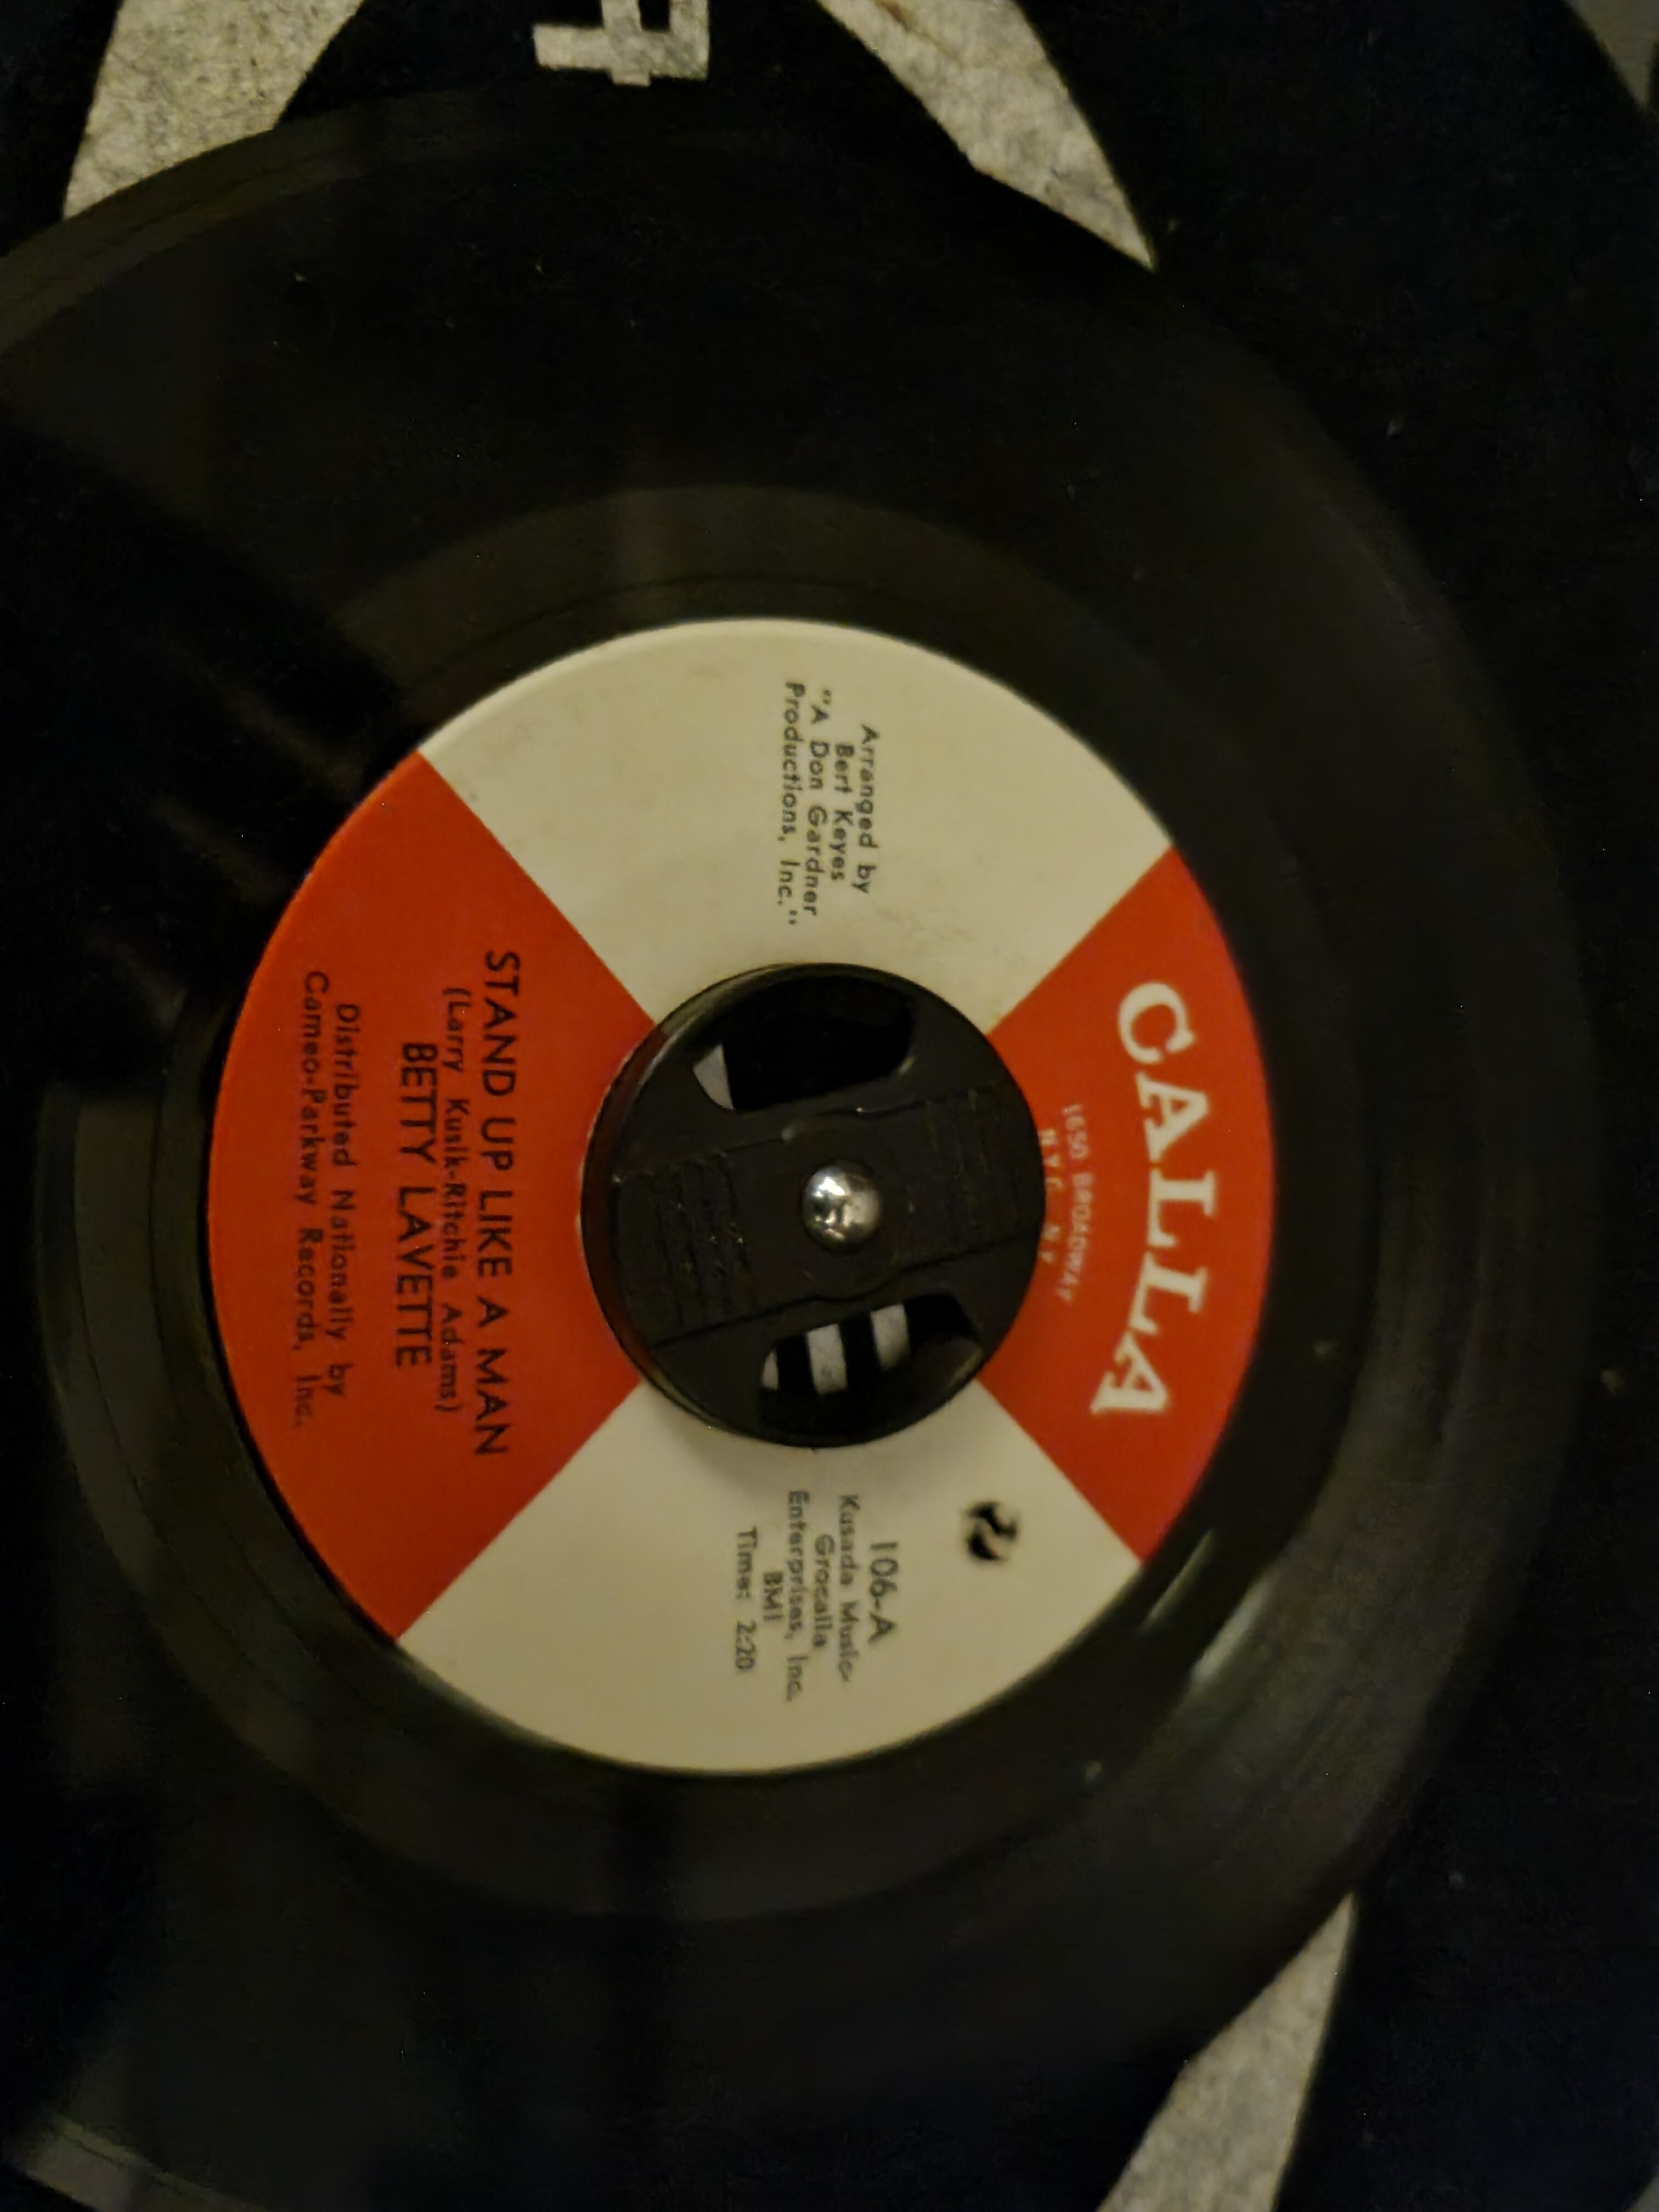 CALLA
1650 BROADWAY
N.Y.C. N.Y.
Arranged by
Bert Keyes
"A Don Gardner
Productions, Inc."
106-A
Kusada Music-
Grocalla
Enterprises, Inc.
BMI
Time: 2:20
STAND UP LIKE A MAN
(Larry Kusik-Ritchie Adams)
BETTY LAVETTE
Distributed Nationally by
Cameo-Parkway Records, Inc.